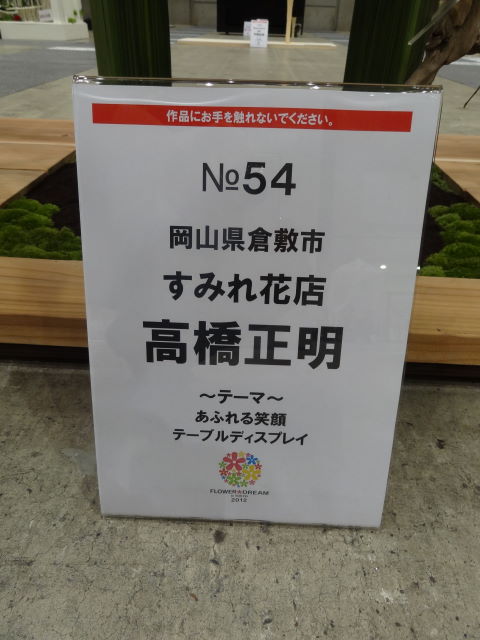 作品にお手を触れないでください。
№54
岡山県倉敷市
すみれ花店
高橋正明
～テーマ～
あふれる笑顔
テーブルディスプレイ
FLOWER DREAM
2012